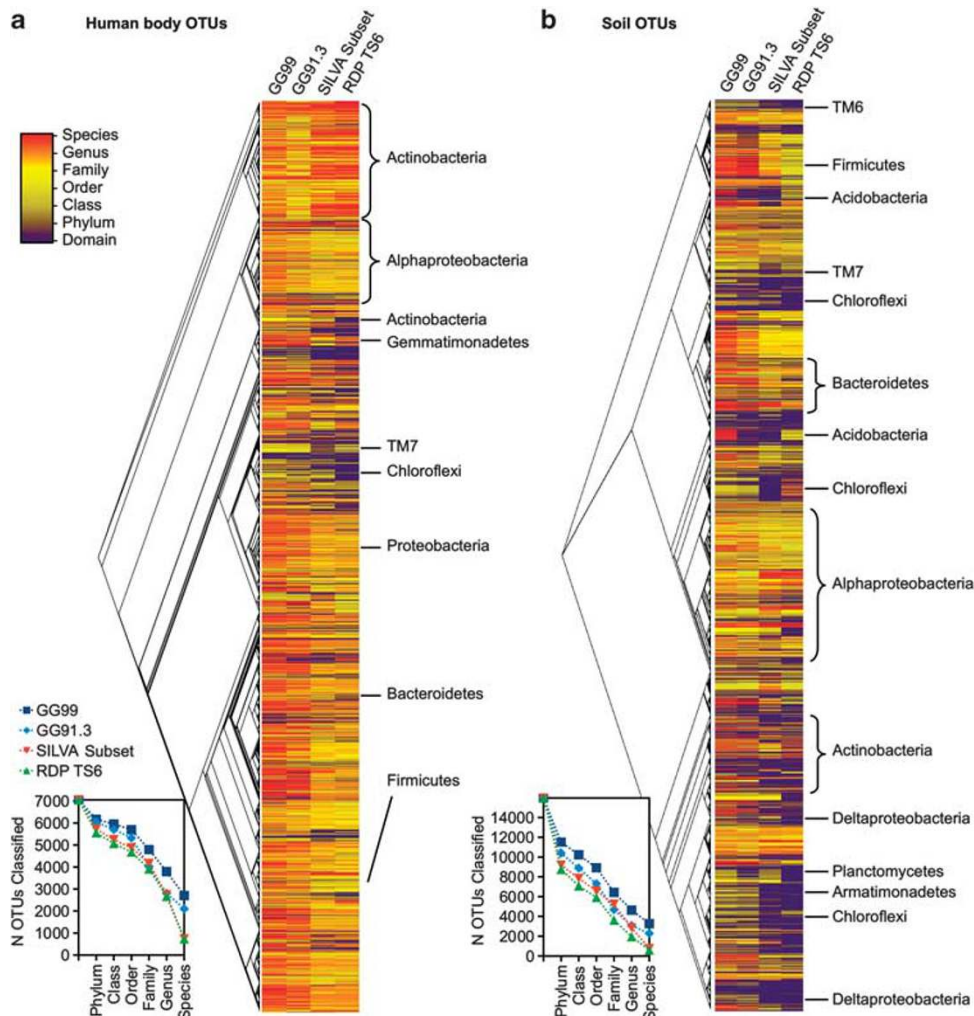 a Human body OTUs
GG99
GG91.3
SILVA Subset
RDP TS6
Species
Genus
Family
Order
Class
Phylum
Domain
Actinobacteria
Alphaproteobacteria
Actinobacteria
Gemmatimonadetes
TM7
Chloroflexi
Proteobacteria
Bacteroidetes
Firmicutes
GG99
GG91.3
SILVA Subset
RDP TS6
N OTUs Classified
7000
6000
5000
4000
3000
2000
1000
0
Phylum
Class
Order
Family
Genus
Species
b Soil OTUs
GG99
GG91.3
SILVA Subset
RDP TS6
TM6
Firmicutes
Acidobacteria
TM7
Chloroflexi
Bacteroidetes
Acidobacteria
Chloroflexi
Alphaproteobacteria
Actinobacteria
Deltaproteobacteria
Planctomycetes
Armatimonadetes
Chloroflexi
Deltaproteobacteria
N OTUs Classified
14000
12000
10000
8000
6000
4000
2000
0
Phylum
Class
Order
Family
Genus
Species